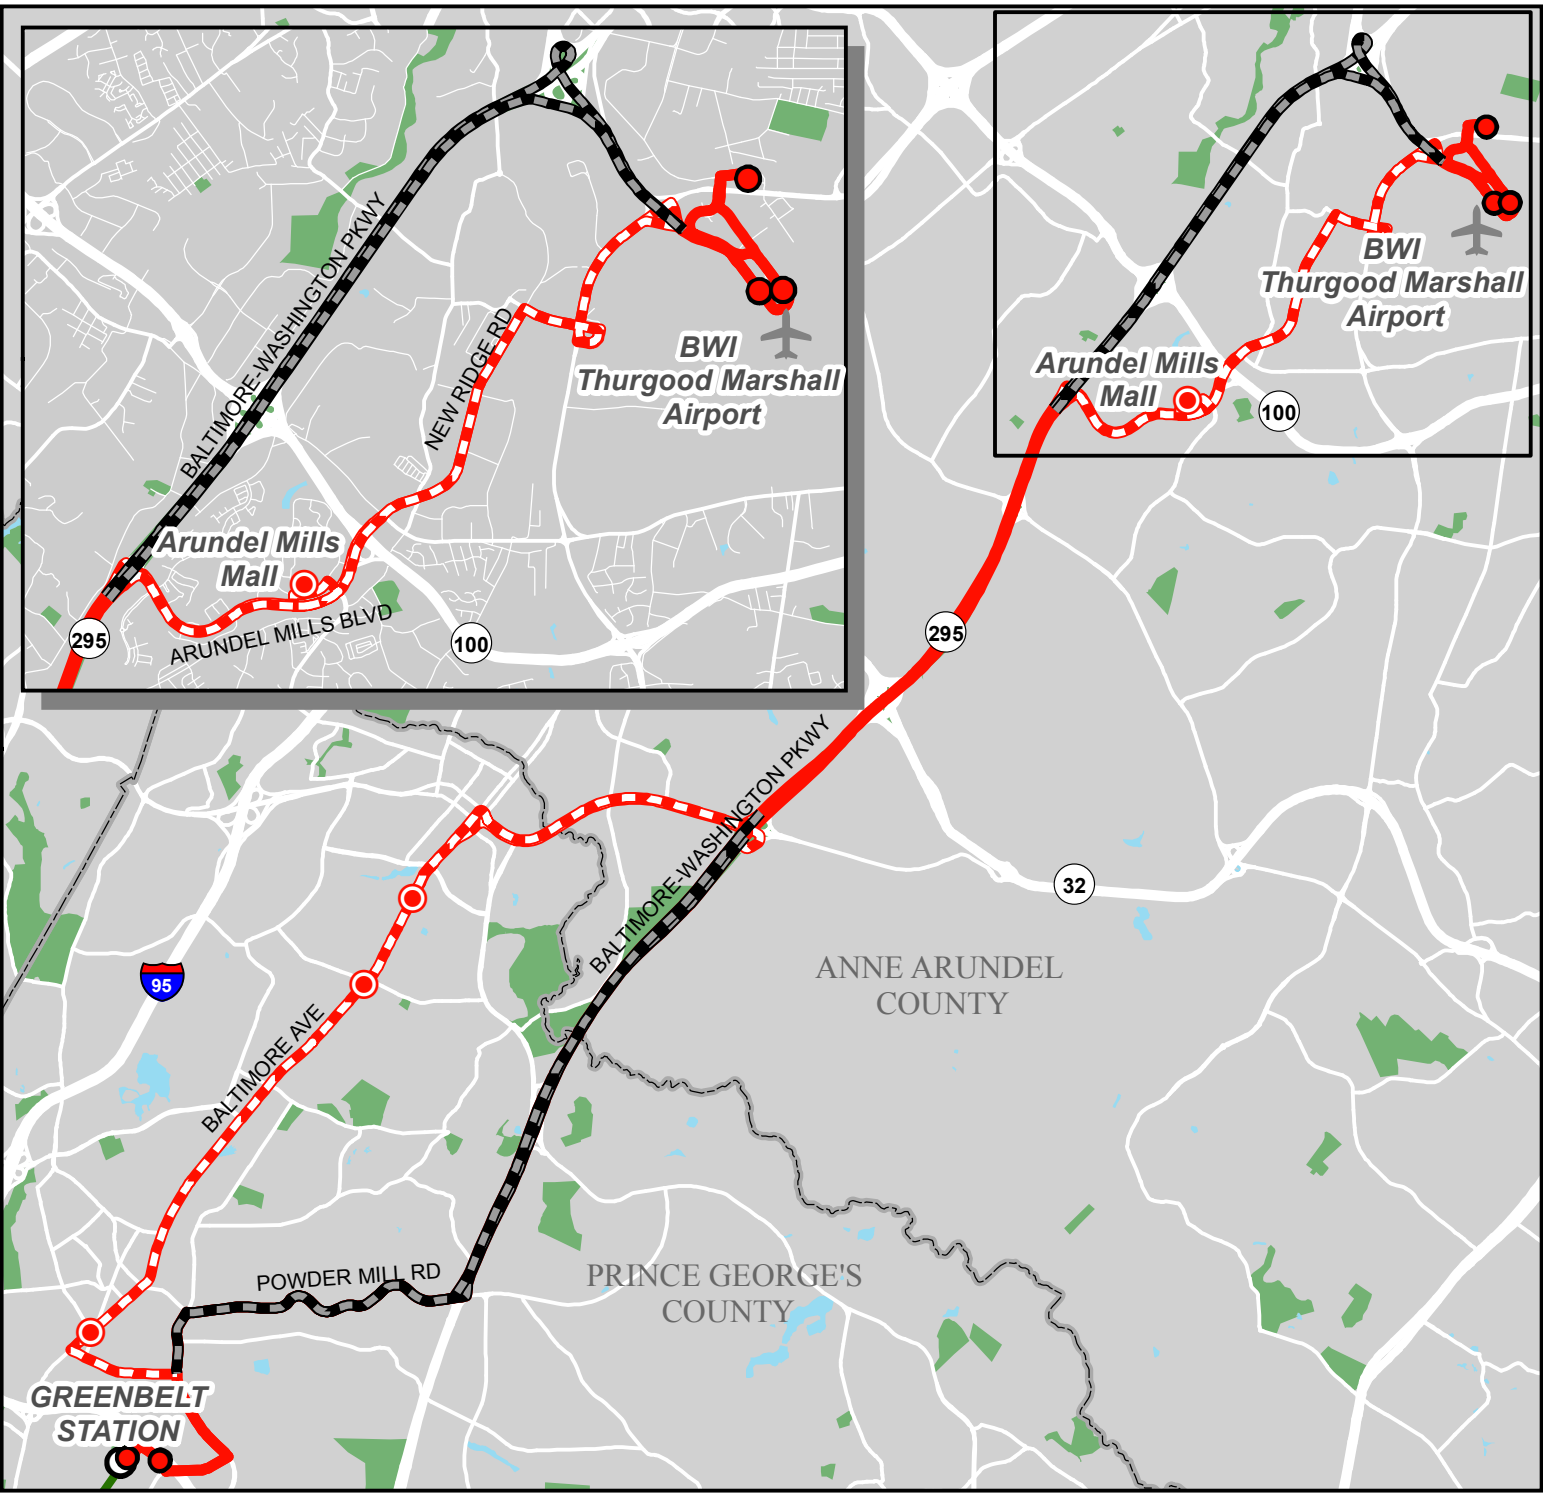 BALTIMORE-WASHINGTON PKWY
NEW RIDGE RD
BWI
Thurgood Marshall
Airport
Arundel Mills
Mall
ARUNDEL MILLS BLVD
295
100
BWI
Thurgood Marshall
Airport
Arundel Mills
Mall
100
295
BALTIMORE-WASHINGTON PKWY
32
ANNE ARUNDEL
COUNTY
95
BALTIMORE AVE
POWDER MILL RD
PRINCE GEORGE'S
COUNTY
GREENBELT
STATION